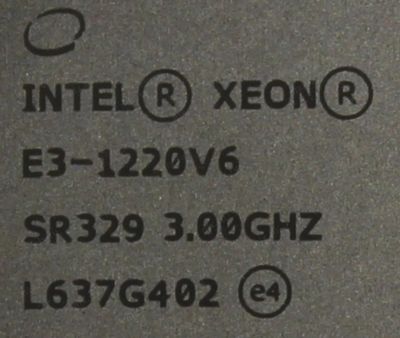 INTEL® XEON®
E3-1220V6
SR329 3.00GHZ
L637G402 e4